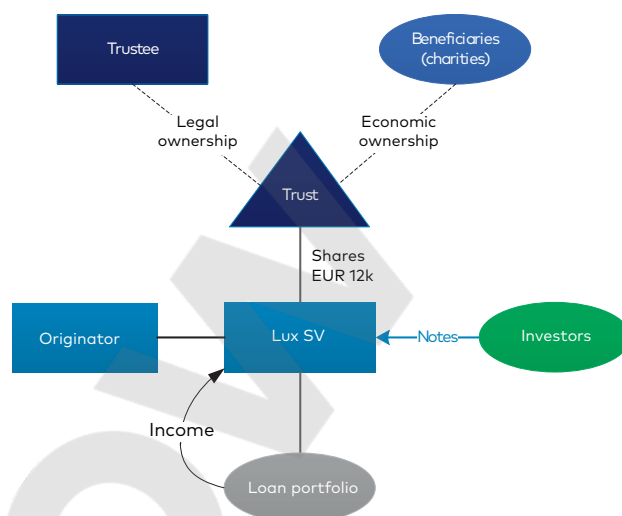 Trustee
Beneficiaries
(charities)
Legal
ownership
Economic
ownership
Trust
Shares
EUR 12k
Originator
Lux SV
Notes
Investors
Income
Loan portfolio